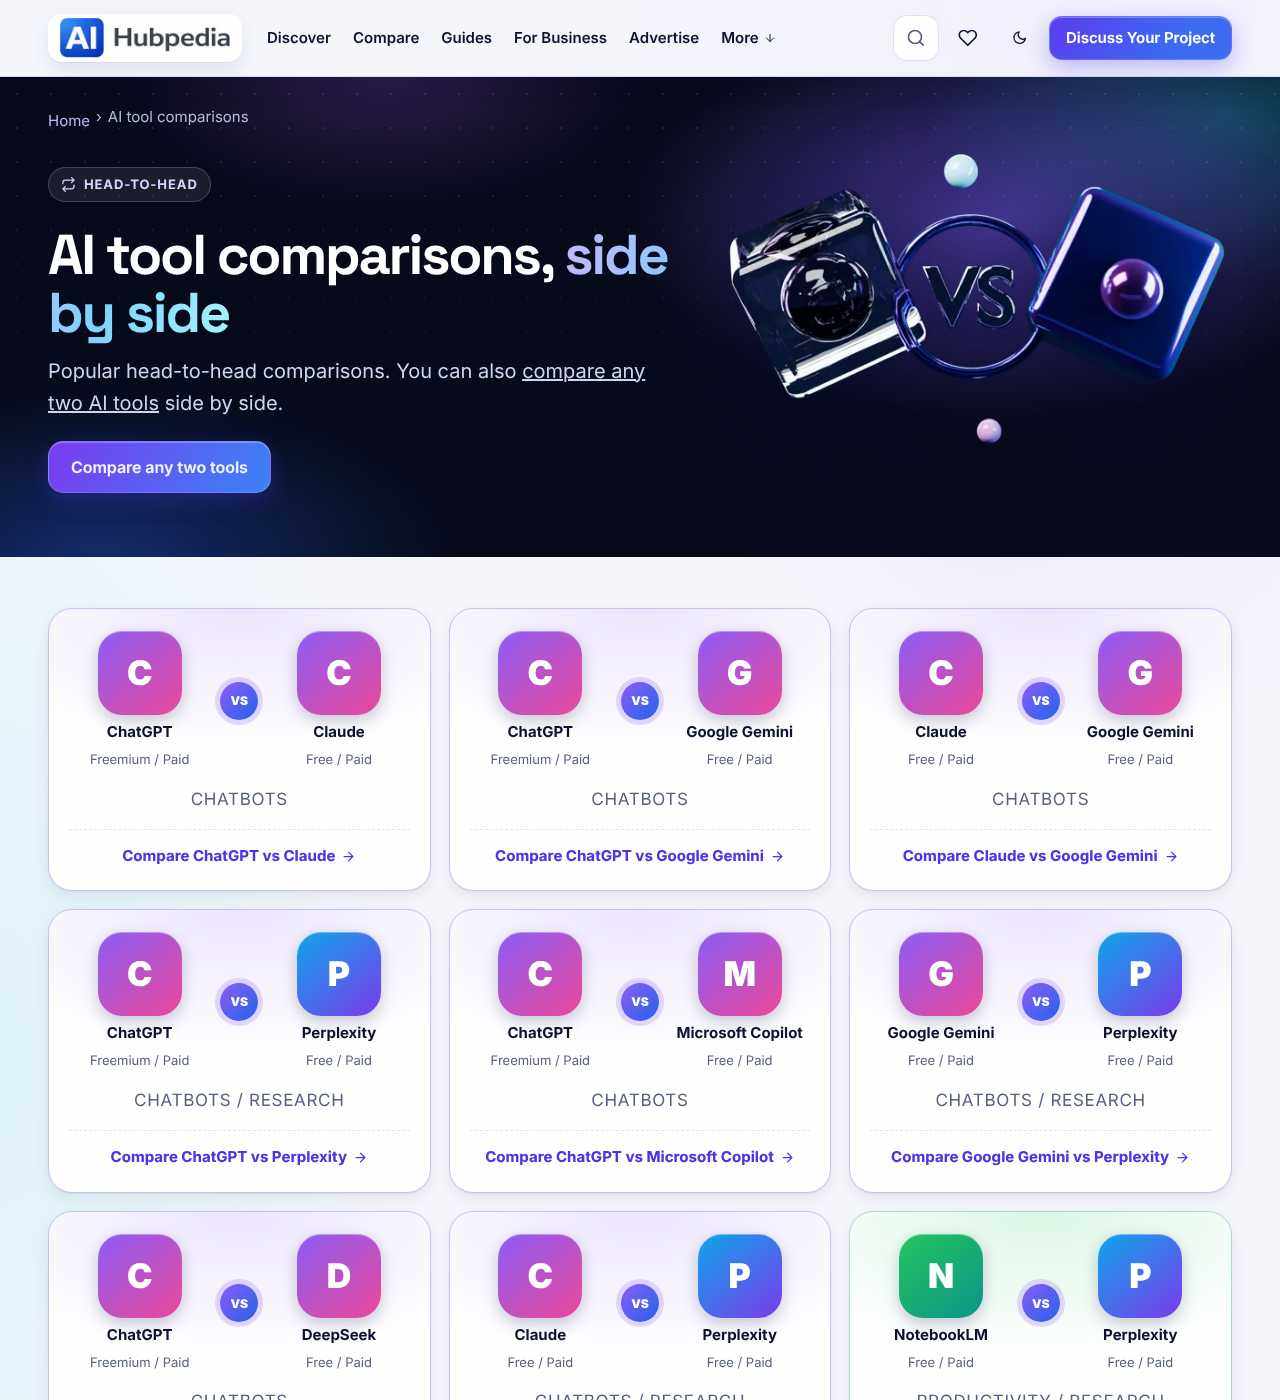 AI Hubpedia
Discover Compare Guides For Business Advertise More ↓
Discuss Your Project
Home › AI tool comparisons
HEAD-TO-HEAD
AI tool comparisons, side
by side
Popular head-to-head comparisons. You can also compare any
two AI tools side by side.
Compare any two tools
VS
C VS C
ChatGPT Claude
Freemium / Paid Free / Paid
CHATBOTS
Compare ChatGPT vs Claude →
C VS G
ChatGPT Google Gemini
Freemium / Paid Free / Paid
CHATBOTS
Compare ChatGPT vs Google Gemini →
C VS G
Claude Google Gemini
Free / Paid Free / Paid
CHATBOTS
Compare Claude vs Google Gemini →
C VS P
ChatGPT Perplexity
Freemium / Paid Free / Paid
CHATBOTS / RESEARCH
Compare ChatGPT vs Perplexity →
C VS M
ChatGPT Microsoft Copilot
Freemium / Paid Free / Paid
CHATBOTS
Compare ChatGPT vs Microsoft Copilot →
G VS P
Google Gemini Perplexity
Free / Paid Free / Paid
CHATBOTS / RESEARCH
Compare Google Gemini vs Perplexity →
C VS D
ChatGPT DeepSeek
Freemium / Paid Free / Paid
CHATBOTS
C VS P
Claude Perplexity
Free / Paid Free / Paid
CHATBOTS / RESEARCH
N VS P
NotebookLM Perplexity
Free / Paid Free / Paid
PRODUCTIVITY / RESEARCH